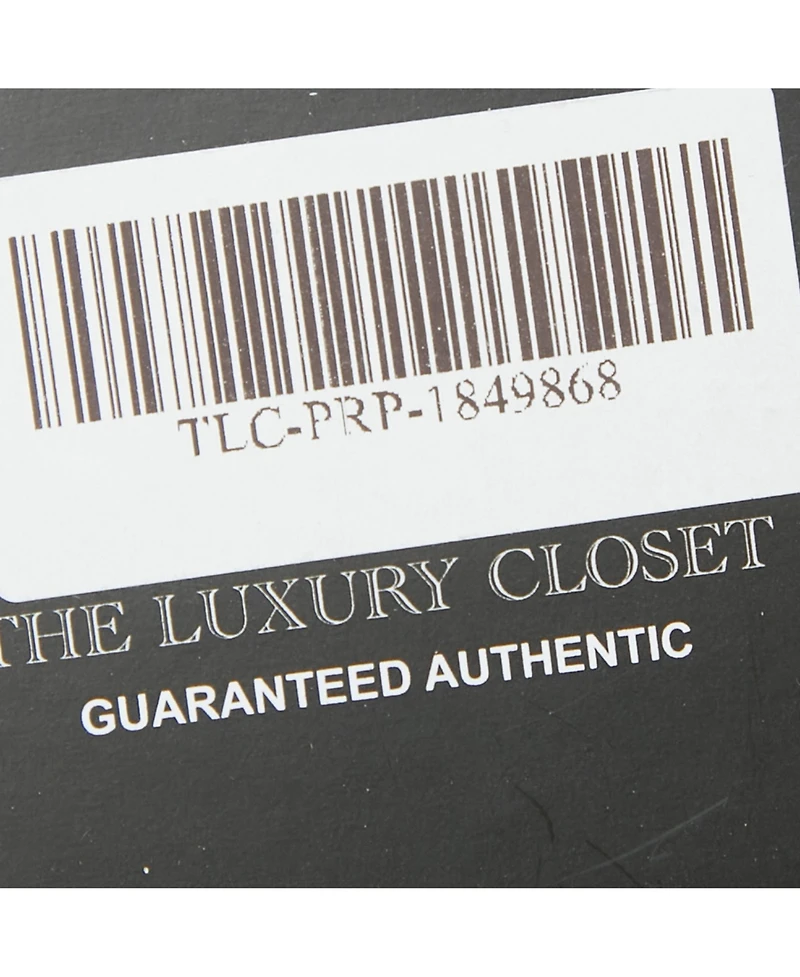 TLC-PRP-1849868
THE LUXURY CLOSET
GUARANTEED AUTHENTIC